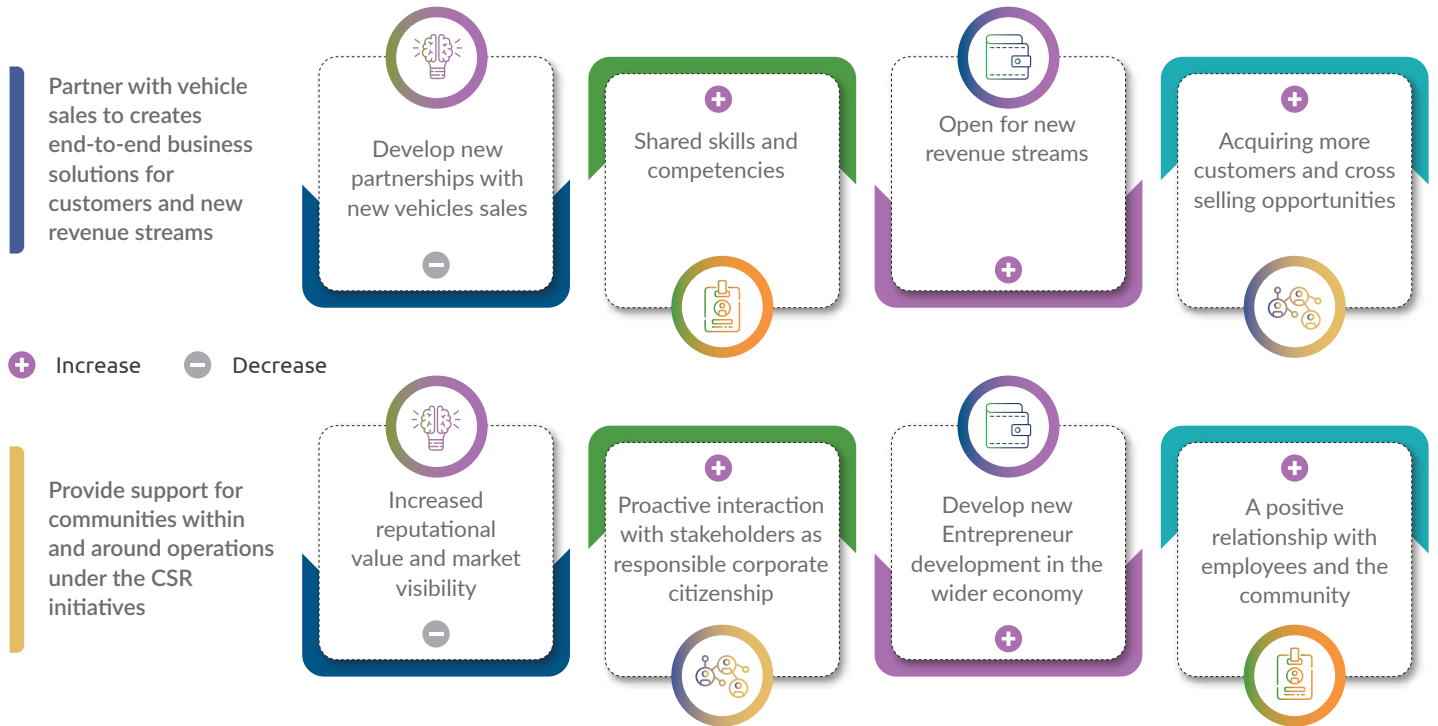 Partner with vehicle
sales to creates
end-to-end business
solutions for
customers and new
revenue streams
Develop new
partnerships with
new vehicles sales
Shared skills and
competencies
Open for new
revenue streams
Acquiring more
customers and cross
selling opportunities
Increase
Decrease
Provide support for
communities within
and around operations
under the CSR
initiatives
Increased
reputational
value and market
visibility
Proactive interaction
with stakeholders as
responsible corporate
citizenship
Develop new
Entrepreneur
development in the
wider economy
A positive
relationship with
employees and the
community